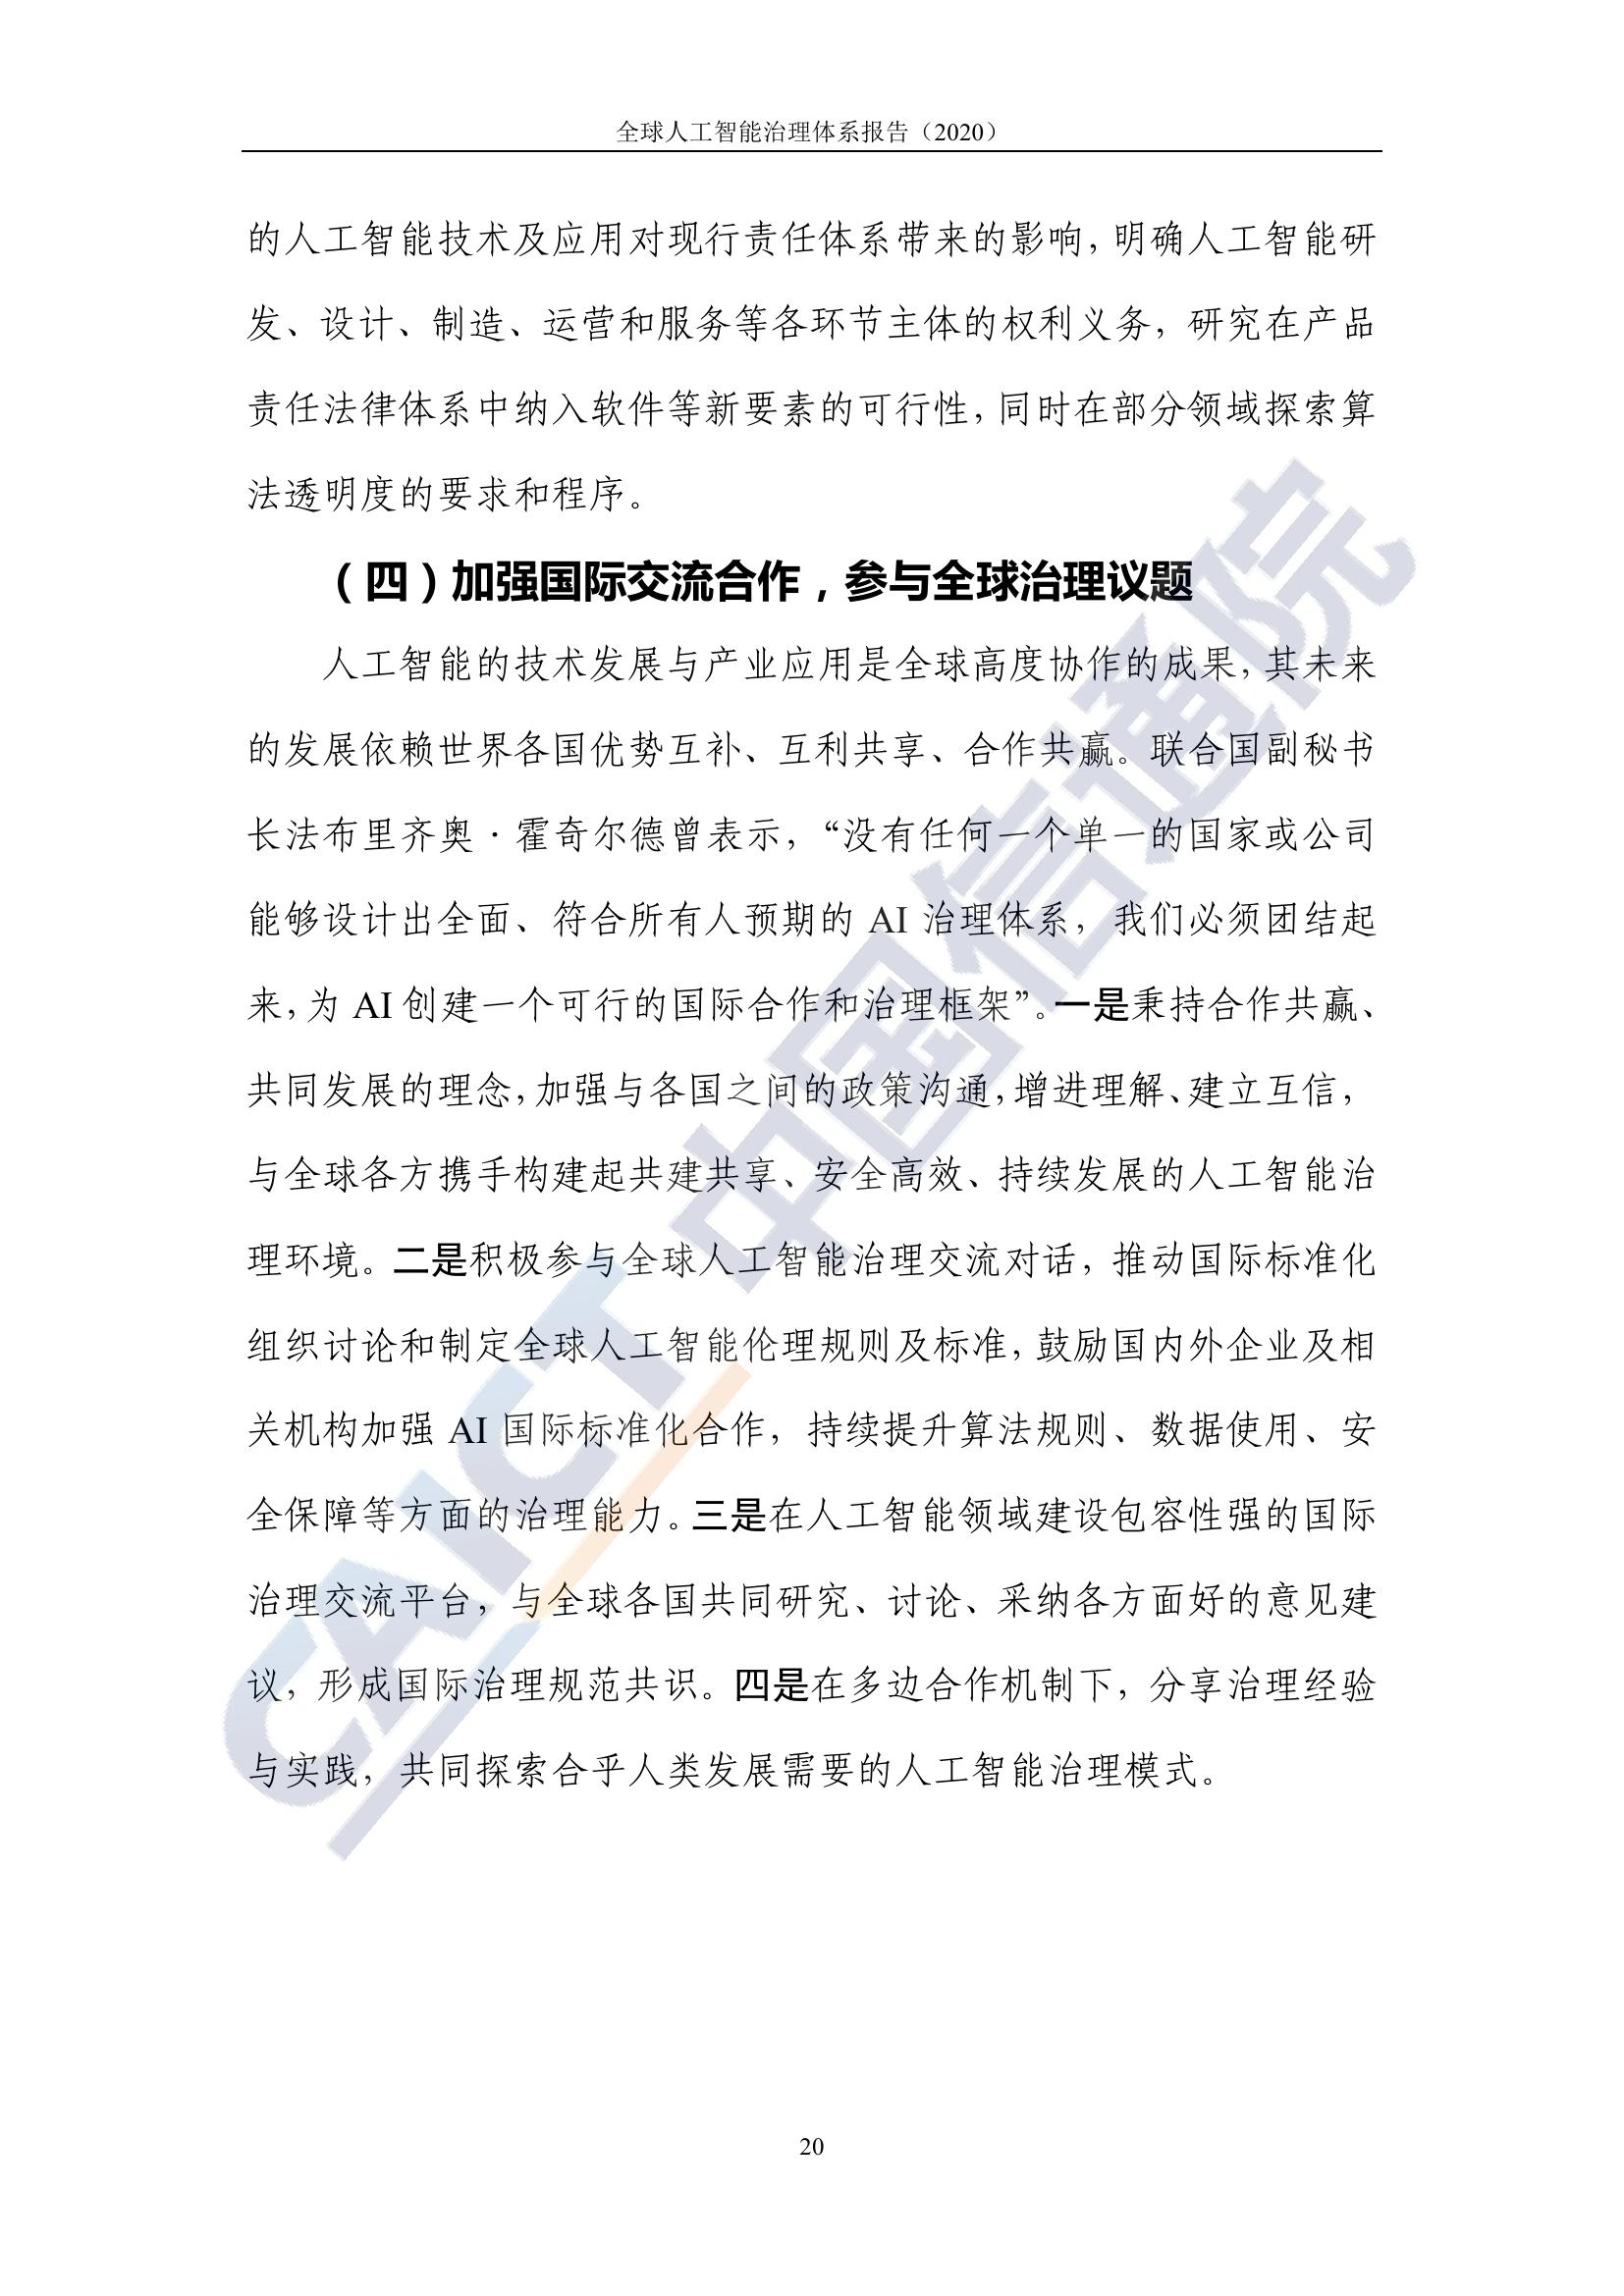 全球人工智能治理体系报告（2020）
的人工智能技术及应用对现行责任体系带来的影响，明确人工智能研
发、设计、制造、运营和服务等各环节主体的权利义务，研究在产品
责任法律体系中纳入软件等新要素的可行性，同时在部分领域探索算
法透明度的要求和程序。
（四）加强国际交流合作，参与全球治理议题
人工智能的技术发展与产业应用是全球高度协作的成果，其未来
的发展依赖世界各国优势互补、互利共享、合作共赢。联合国副秘书
长法布里齐奥·霍奇尔德曾表示，“没有任何一个单一的国家或公司
能够设计出全面、符合所有人预期的 AI 治理体系，我们必须团结起
来，为 AI 创建一个可行的国际合作和治理框架”。一是秉持合作共赢、
共同发展的理念，加强与各国之间的政策沟通，增进理解、建立互信，
与全球各方携手构建起共建共享、安全高效、持续发展的人工智能治
理环境。二是积极参与全球人工智能治理交流对话，推动国际标准化
组织讨论和制定全球人工智能伦理规则及标准，鼓励国内外企业及相
关机构加强 AI 国际标准化合作，持续提升算法规则、数据使用、安
全保障等方面的治理能力。三是在人工智能领域建设包容性强的国际
治理交流平台，与全球各国共同研究、讨论、采纳各方面好的意见建
议，形成国际治理规范共识。四是在多边合作机制下，分享治理经验
与实践，共同探索合乎人类发展需要的人工智能治理模式。
CAICT 中国信通院
20